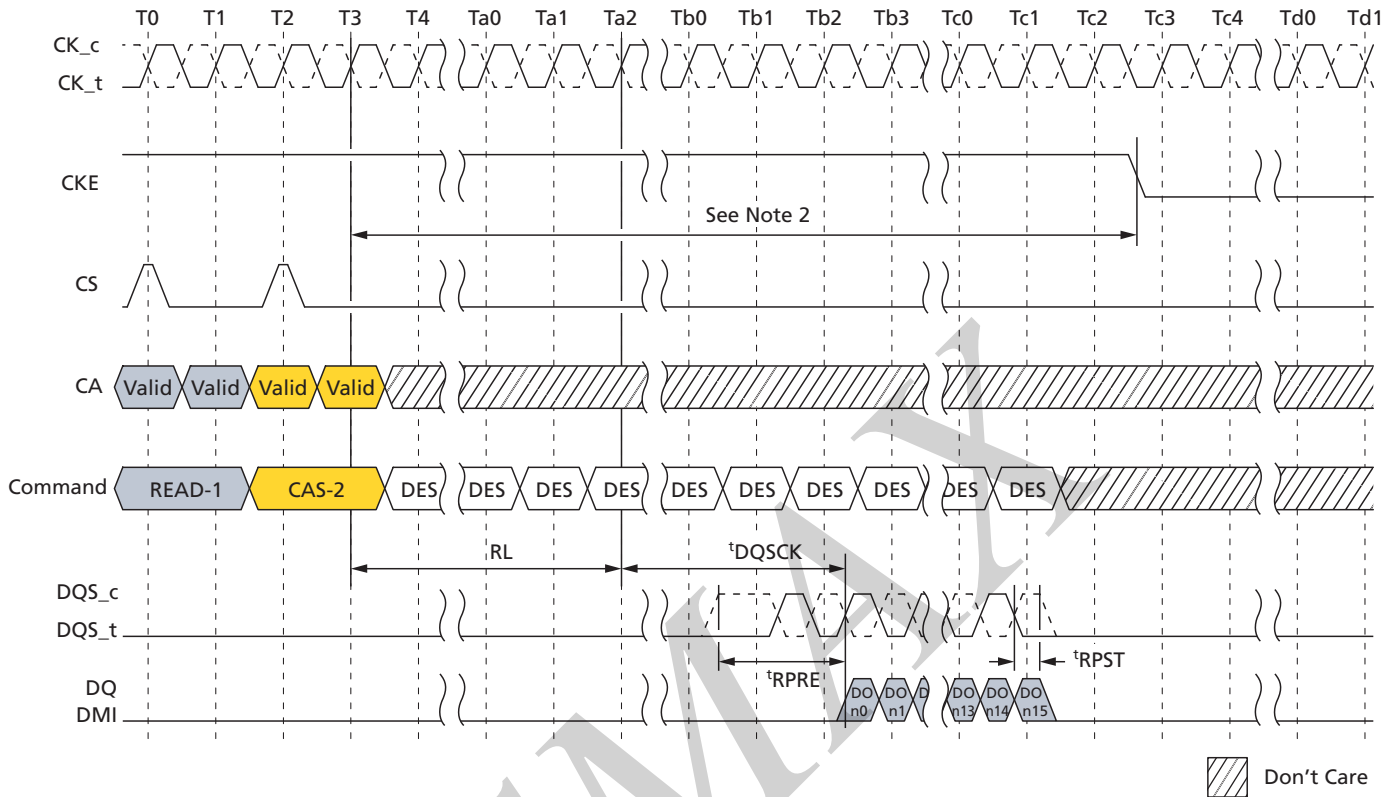 T0 T1 T2 T3 T4 Ta0 Ta1 Ta2 Tb0 Tb1 Tb2 Tb3 Tc0 Tc1 Tc2 Tc3 Tc4 Td0 Td1
CK_c
CK_t
CKE
See Note 2
CS
CA Valid Valid Valid Valid
Command READ-1 CAS-2 DES DES DES DES DES DES DES DES DES DES
RL tDQSCK
DQS_c
DQS_t
tRPRE tRPST
DQ
DMI
DO n0 DO n1 D DO n13 DO n14 DO n15
Don't Care